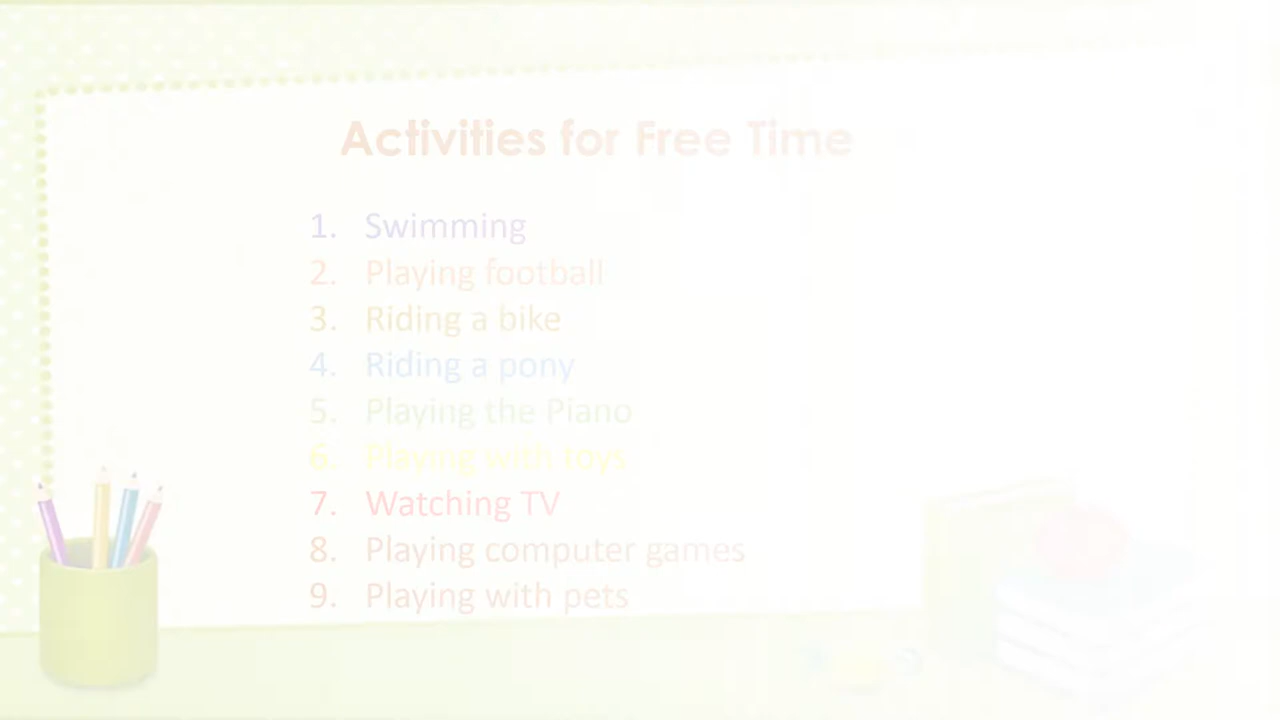 Activities for Free Time
1. Swimming
2. Playing football
3. Riding a bike
4. Riding a pony
5. Playing the Piano
6. Playing with toys
7. Watching TV
8. Playing computer games
9. Playing with pets